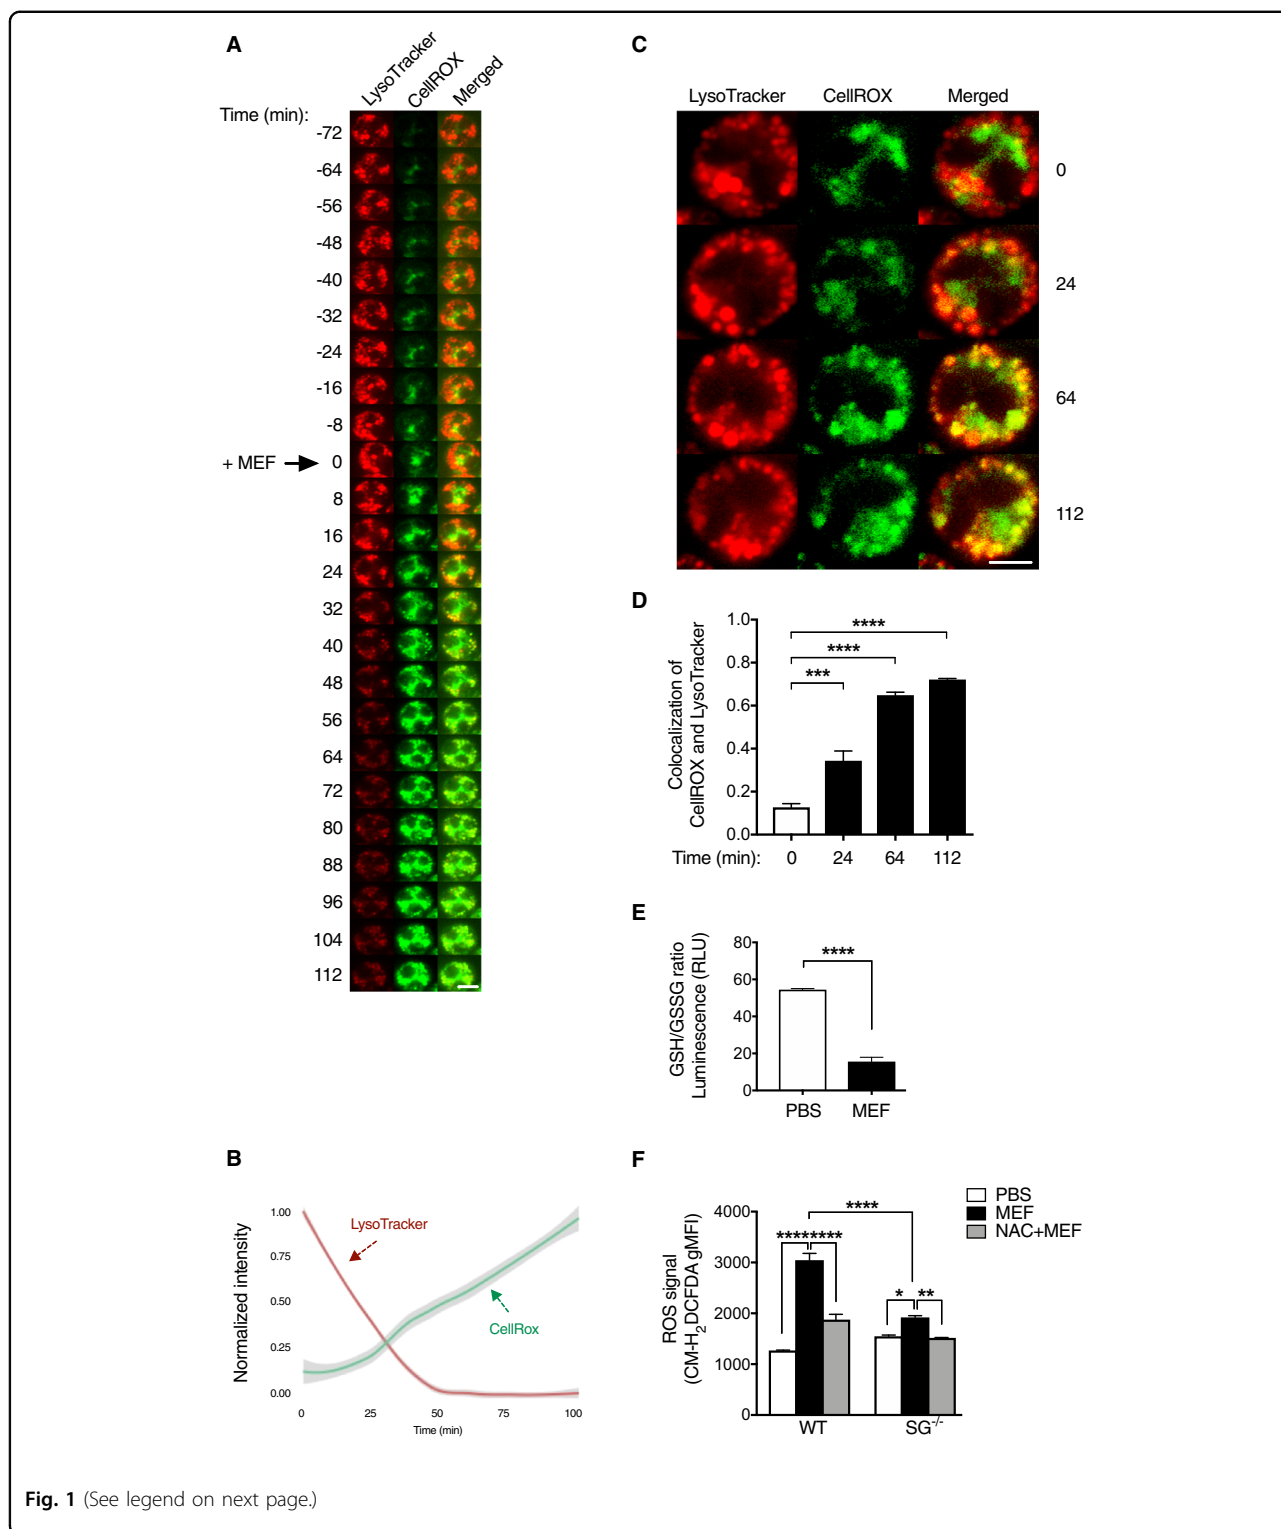 A
LysoTracker CellROX Merged
Time (min):
-72
-64
-56
-48
-40
-32
-24
-16
-8
+ MEF 0
8
16
24
32
40
48
56
64
72
80
88
96
104
112
B
Normalized intensity
1.00
0.75
0.50
0.25
0.00
LysoTracker
CellRox
0 25 50 75 100
Time (min)
C
LysoTracker CellROX Merged
0
24
64
112
D
Colocalization of
CellROX and LysoTracker
1.0
0.8
0.6
0.4
0.2
0.0
****
****
***
Time (min): 0 24 64 112
E
GSH/GSSG ratio
Luminescence (RLU)
80
60
40
20
0
****
PBS MEF
F
ROS signal
(CM-H₂DCFDA gMFI)
4000
3000
2000
1000
0
****
********
* **
WT SG⁻/⁻
PBS
MEF
NAC+MEF
Fig. 1 (See legend on next page.)